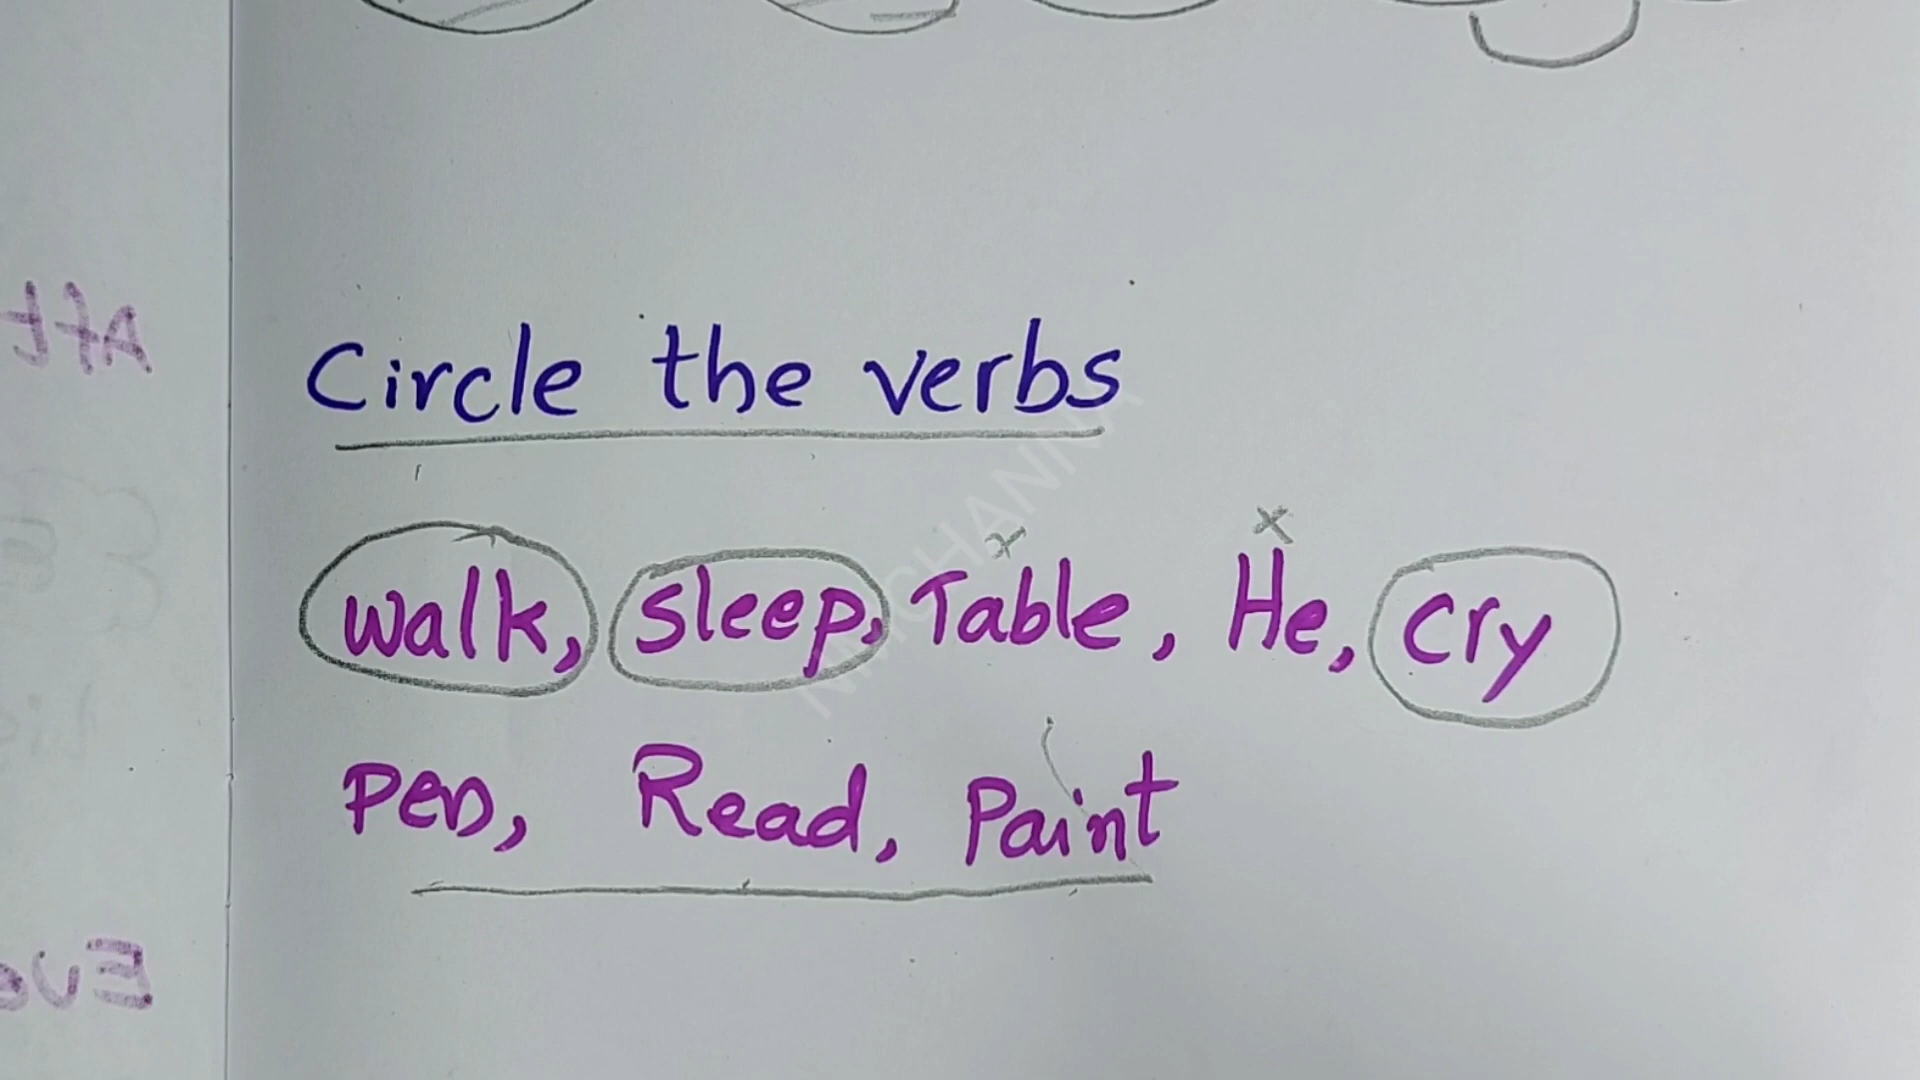 Circle the verbs
walk, sleep, Table, He, cry
Pen, Read, Paint